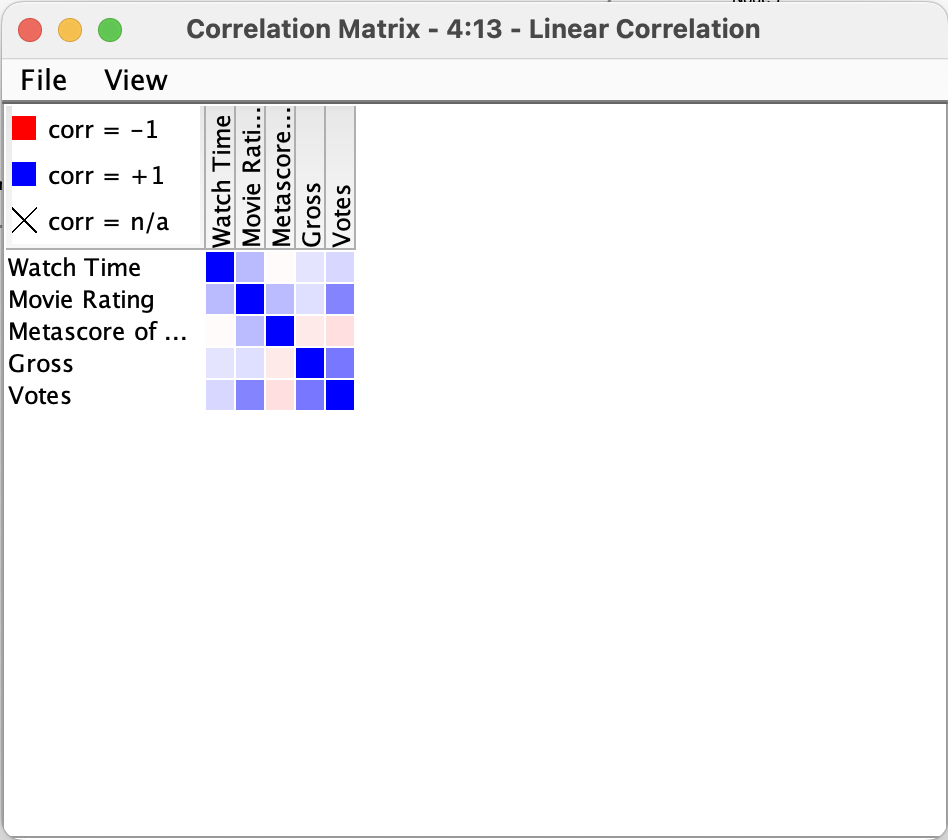 Correlation Matrix - 4:13 - Linear Correlation
File View
corr = -1
corr = +1
corr = n/a
Watch Time
Movie Rati...
Metascore...
Gross
Votes
Watch Time
Movie Rating
Metascore of ...
Gross
Votes